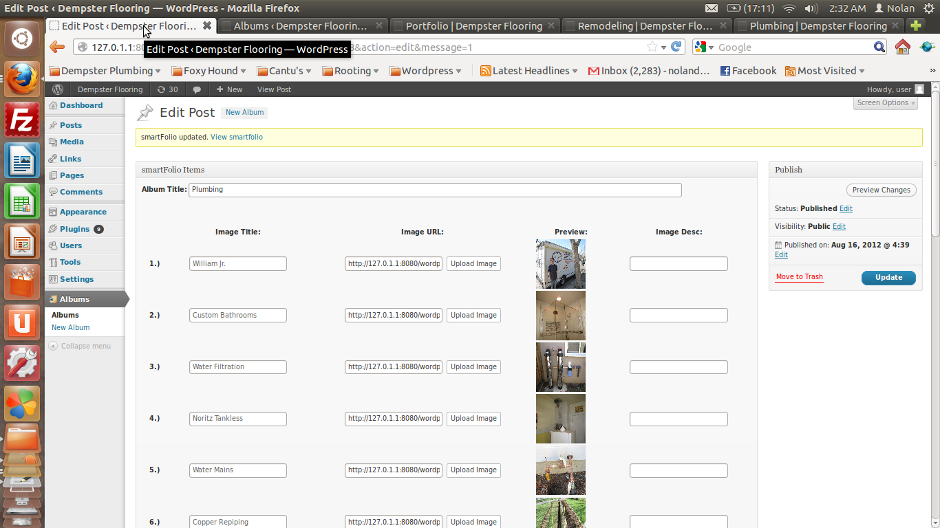 Edit Post ‹ Dempster Flooring — WordPress - Mozilla Firefox
(17:11)
2:32 AM
Nolan
Edit Post ‹ Dempster Floori...
Albums ‹ Dempster Floorin...
Portfolio | Dempster Flooring
Remodeling | Dempster Flo...
Plumbing | Dempster Floori...
127.0.1.1:8
&action=edit&message=1
Google
Edit Post ‹ Dempster Flooring — WordPress
Dempster Plumbing
Foxy Hound
Cantu's
Rooting
Wordpress
Latest Headlines
Inbox (2,283) - noland....
Facebook
Most Visited
Dempster Flooring
30
+ New
View Post
Howdy, user
Dashboard
Posts
Media
Links
Pages
Comments
Appearance
Plugins 9
Users
Tools
Settings
Albums
Albums
New Album
Collapse menu
Edit Post
New Album
Screen Options
smartFolio updated. View smartfolio
smartFolio Items
Album Title: Plumbing
Image Title: Image URL: Preview: Image Desc:
1.) William Jr. http://127.0.1.1:8080/wordp Upload Image
2.) Custom Bathrooms http://127.0.1.1:8080/wordp Upload Image
3.) Water Filtration http://127.0.1.1:8080/wordp Upload Image
4.) Noritz Tankless http://127.0.1.1:8080/wordp Upload Image
5.) Water Mains http://127.0.1.1:8080/wordp Upload Image
6.) Copper Repiping http://127.0.1.1:8080/wordp Upload Image
Publish
Preview Changes
Status: Published Edit
Visibility: Public Edit
Published on: Aug 16, 2012 @ 4:39
Edit
Move to Trash
Update